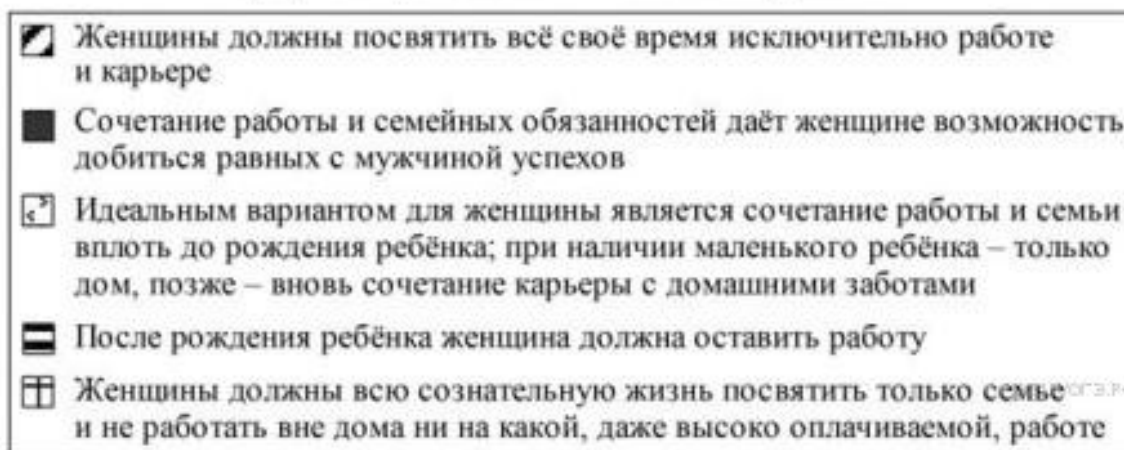 Женщины должны посвятить всё своё время исключительно работе
и карьере
Сочетание работы и семейных обязанностей даёт женщине возможность
добиться равных с мужчиной успехов
Идеальным вариантом для женщины является сочетание работы и семьи
вплоть до рождения ребёнка; при наличии маленького ребёнка – только
дом, позже – вновь сочетание карьеры с домашними заботами
После рождения ребёнка женщина должна оставить работу
Женщины должны всю сознательную жизнь посвятить только семье
и не работать вне дома ни на какой, даже высоко оплачиваемой, работе